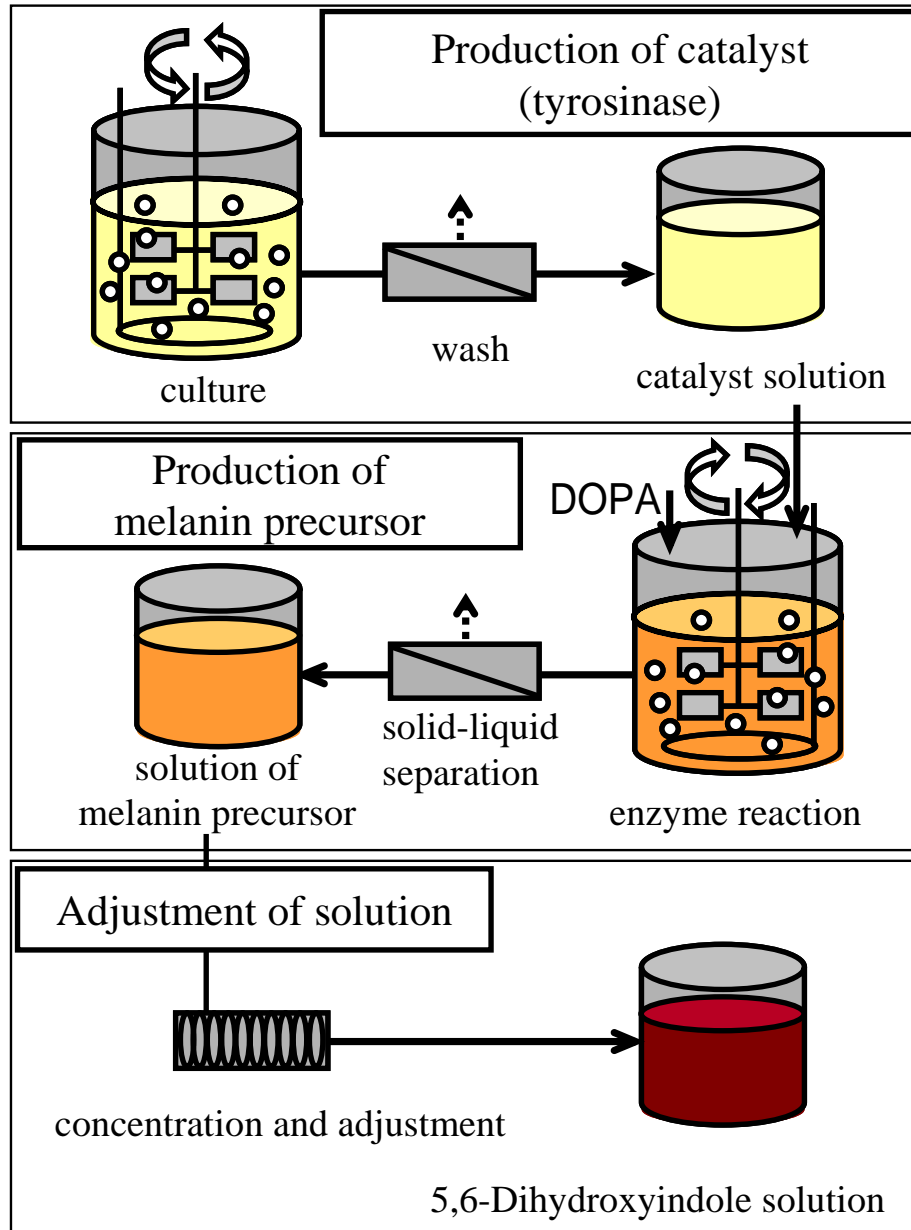 Production of catalyst
(tyrosinase)
wash
culture
catalyst solution
Production of
melanin precursor
DOPA
solid-liquid
separation
solution of
melanin precursor
enzyme reaction
Adjustment of solution
concentration and adjustment
5,6-Dihydroxyindole solution